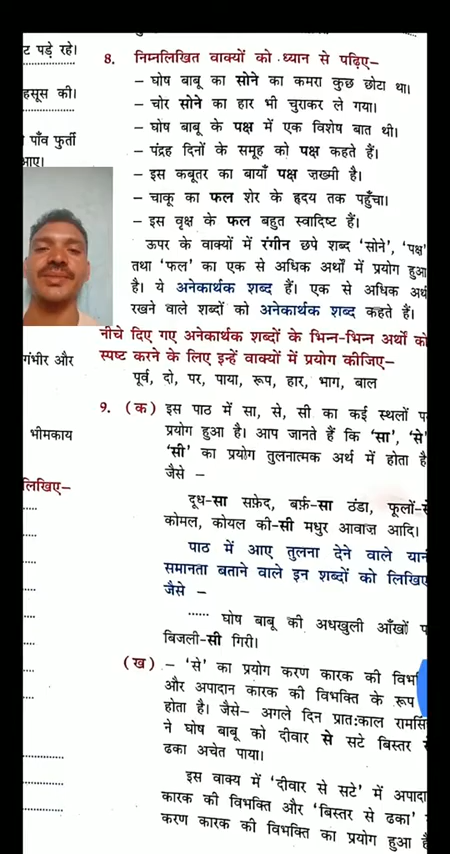 ट पड़े रहे।
हसूस की।
पाँव फुर्ती
आए।
गंभीर और
भीमकाय
लिखिए–
8. निम्नलिखित वाक्यों को ध्यान से पढ़िए–
– घोष बाबू का सोने का कमरा कुछ छोटा था।
– चोर सोने का हार भी चुराकर ले गया।
– घोष बाबू के पक्ष में एक विशेष बात थी।
– पंद्रह दिनों के समूह को पक्ष कहते हैं।
– इस कबूतर का बायाँ पक्ष ज़ख्मी है।
– चाकू का फल शेर के हृदय तक पहुँचा।
– इस वृक्ष के फल बहुत स्वादिष्ट हैं।
ऊपर के वाक्यों में रंगीन छपे शब्द 'सोने', 'पक्ष'
तथा 'फल' का एक से अधिक अर्थों में प्रयोग हुआ
है। ये अनेकार्थक शब्द हैं। एक से अधिक अर्थ
रखने वाले शब्दों को अनेकार्थक शब्द कहते हैं।
नीचे दिए गए अनेकार्थक शब्दों के भिन्न-भिन्न अर्थों को
स्पष्ट करने के लिए इन्हें वाक्यों में प्रयोग कीजिए–
पूर्व, दो, पर, पाया, रूप, हार, भाग, बाल
9. (क) इस पाठ में सा, से, सी का कई स्थलों प
प्रयोग हुआ है। आप जानते हैं कि 'सा', 'से'
'सी' का प्रयोग तुलनात्मक अर्थ में होता है
जैसे –
दूध-सा सफ़ेद, बर्फ़-सा ठंडा, फूलों-से
कोमल, कोयल की-सी मधुर आवाज़ आदि।
पाठ में आए तुलना देने वाले यानी
समानता बताने वाले इन शब्दों को लिखिए
जैसे –
...... घोष बाबू की अधखुली आँखों प
बिजली-सी गिरी।
(ख) – 'से' का प्रयोग करण कारक की विभ
और अपादान कारक की विभक्ति के रूप
होता है। जैसे– अगले दिन प्रात:काल रामसि
ने घोष बाबू को दीवार से सटे बिस्तर
ढका अचेत पाया।
इस वाक्य में 'दीवार से सटे' में अपादा
कारक की विभक्ति और 'बिस्तर से ढका'
करण कारक की विभक्ति का प्रयोग हुआ है